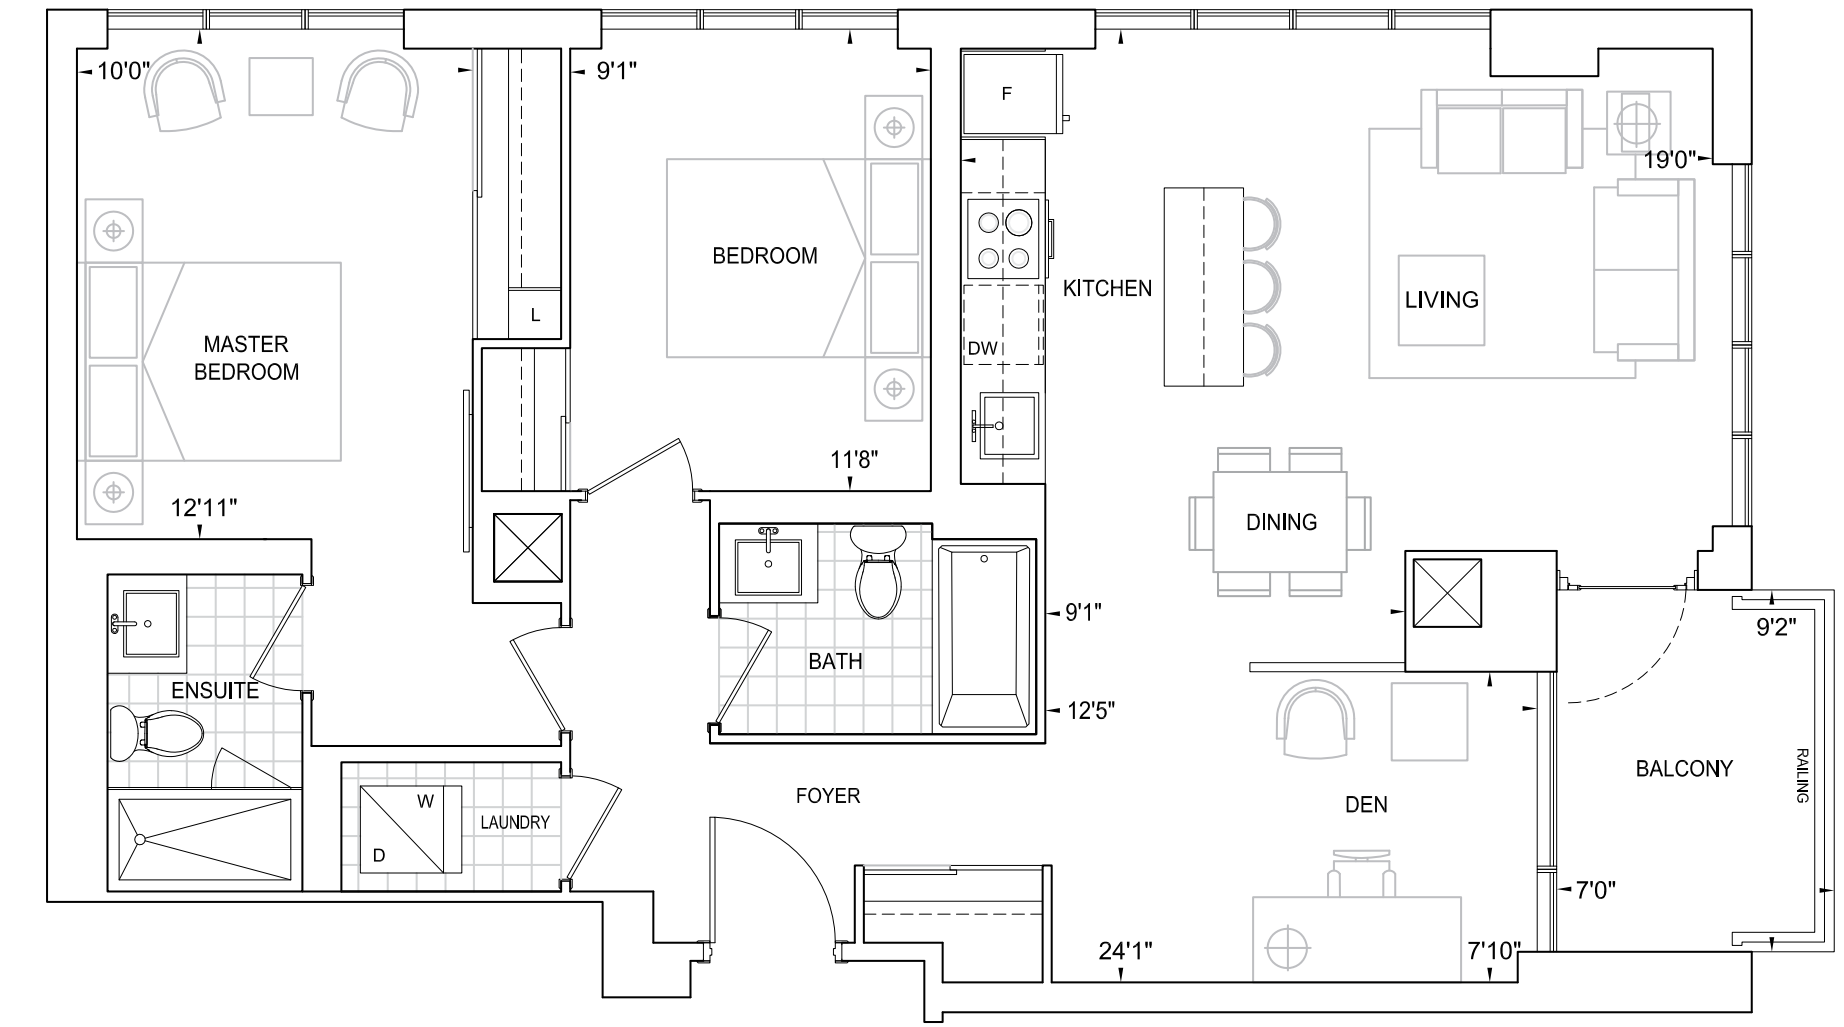 10'0"
9'1"
F
19'0"
BEDROOM
KITCHEN
LIVING
L
MASTER
BEDROOM
DW
11'8"
12'11"
DINING
9'1"
9'2"
BATH
ENSUITE
12'5"
BALCONY
RAILING
FOYER
DEN
W
LAUNDRY
D
7'0"
24'1"
7'10"